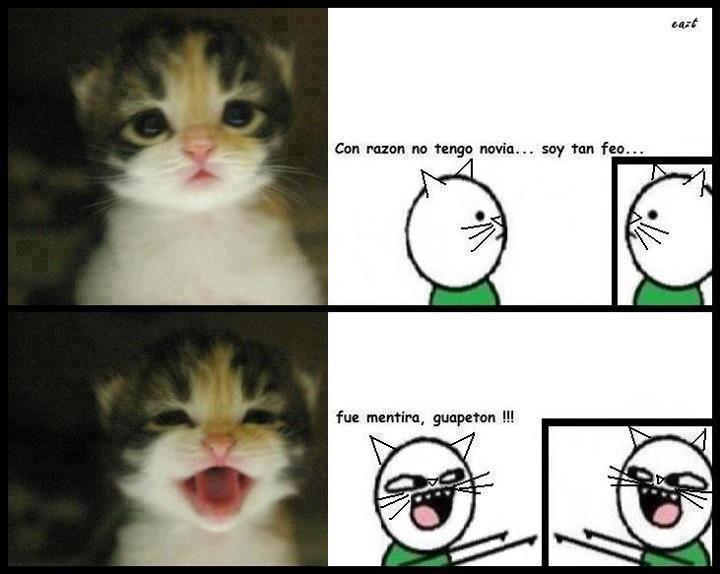 east
Con razon no tengo novia... soy tan feo...
fue mentira, guapeton !!!